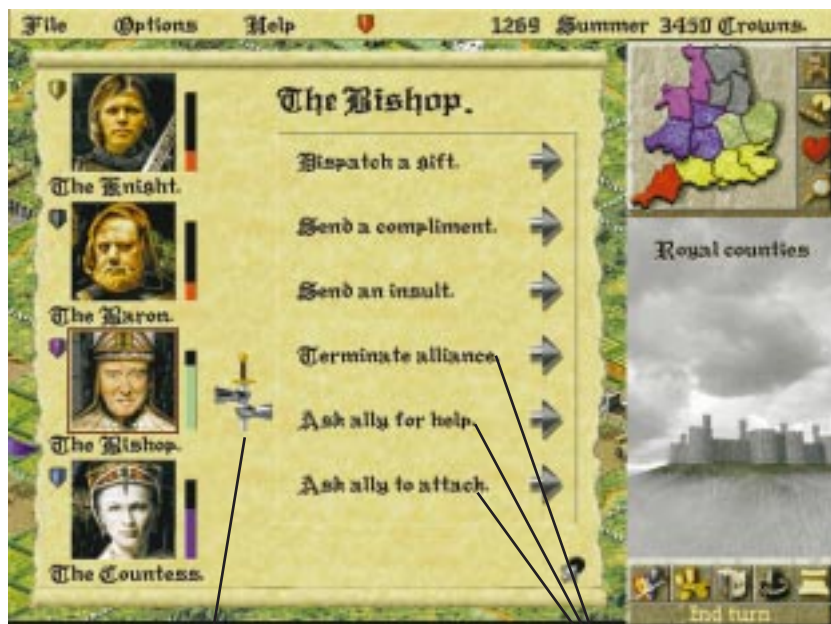 File Options Help 1269 Summer 3450 Crowns.
The Bishop.
The Knight.
The Baron.
The Bishop.
The Countess.
Dispatch a gift.
Send a compliment.
Send an insult.
Terminate alliance.
Ask ally for help.
Ask ally to attack.
Royal counties
End turn